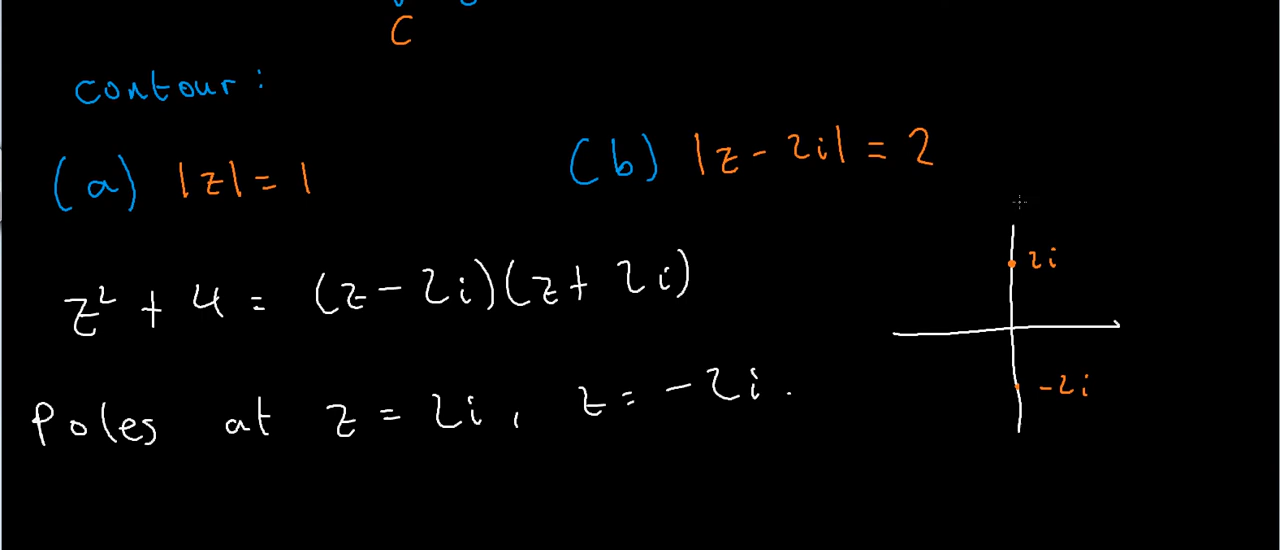 C
contour:
(a) |z| = 1
(b) |z - 2i| = 2
z² + 4 = (z - 2i)(z + 2i)
2i
-2i
Poles at z = 2i, z = -2i.